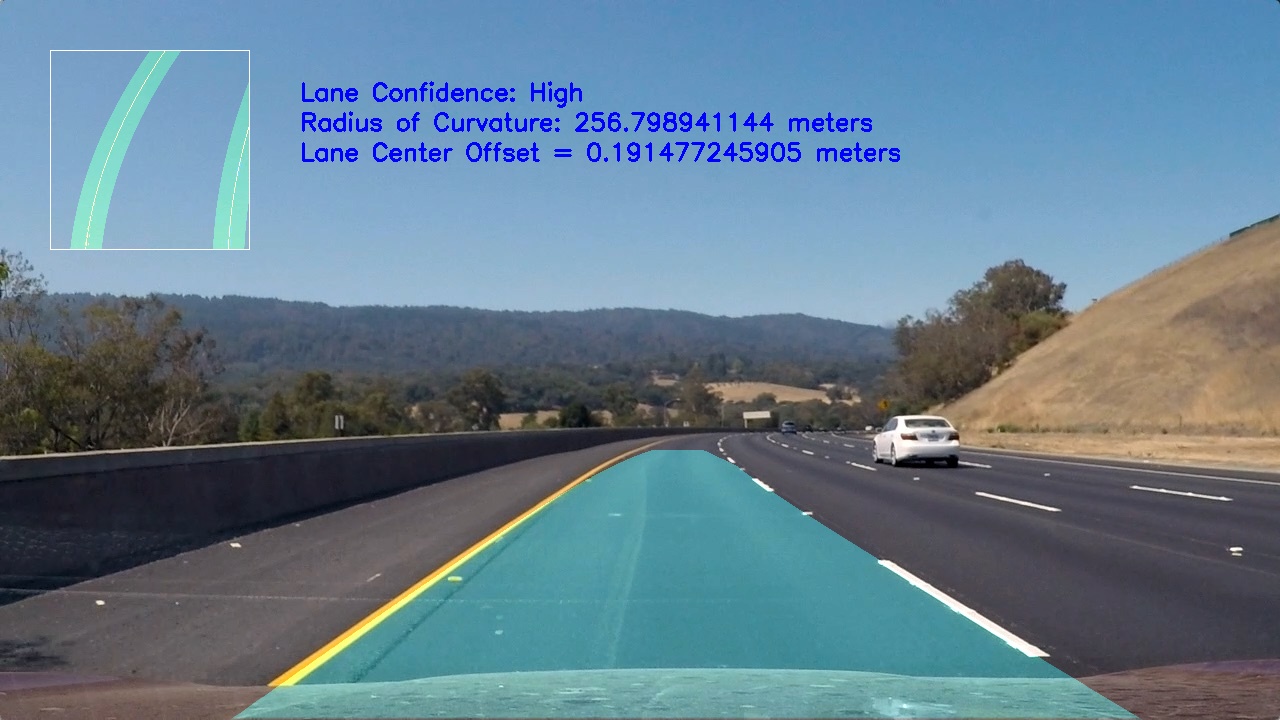 Lane Confidence: High
Radius of Curvature: 256.798941144 meters
Lane Center Offset = 0.191477245905 meters